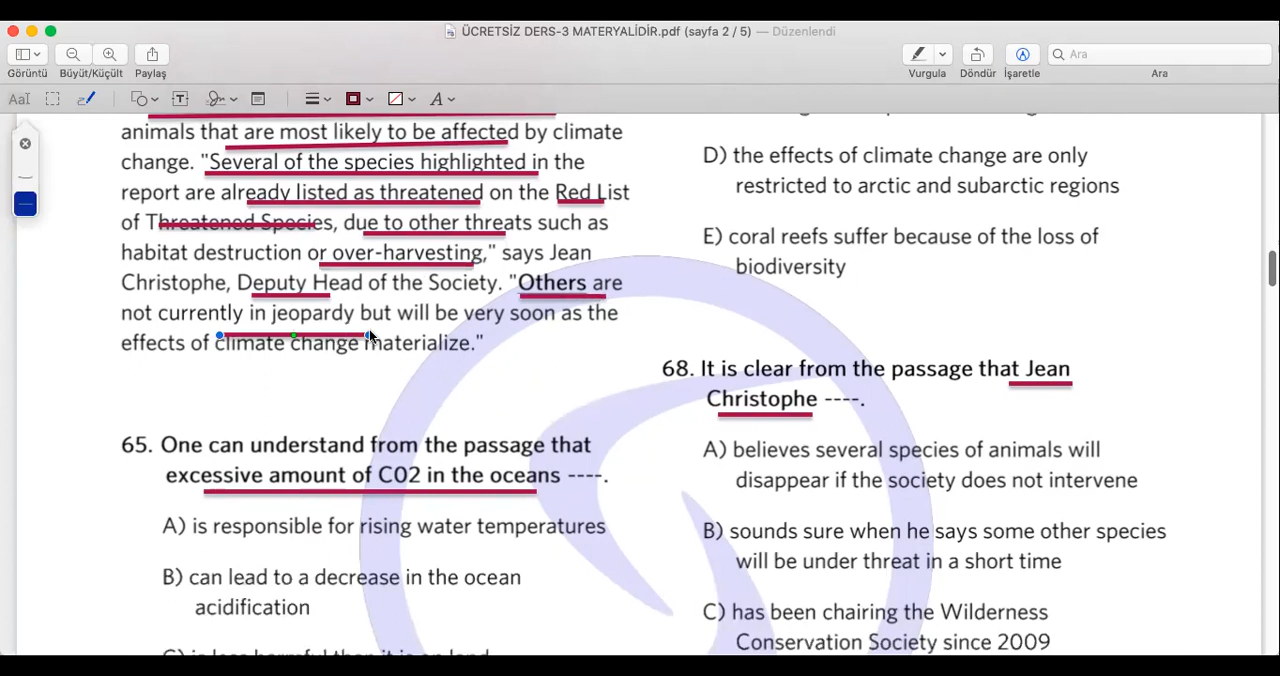 ÜCRETSİZ DERS-3 MATERYALİDİR.pdf (sayfa 2 / 5) — Düzenlendi
Görüntü Büyüt/Küçült Paylaş Vurgula Döndür İşaretle Ara
Ara
AaI T A
animals that are most likely to be affected by climate
change. "Several of the species highlighted in the
report are already listed as threatened on the Red List
of Threatened Species, due to other threats such as
habitat destruction or over-harvesting," says Jean
Christophe, Deputy Head of the Society. "Others are
not currently in jeopardy but will be very soon as the
effects of climate change materialize."
65. One can understand from the passage that
excessive amount of C02 in the oceans ----.
A) is responsible for rising water temperatures
B) can lead to a decrease in the ocean
acidification
C) is less harmful than it is on land
D) the effects of climate change are only
restricted to arctic and subarctic regions
E) coral reefs suffer because of the loss of
biodiversity
68. It is clear from the passage that Jean
Christophe ----.
A) believes several species of animals will
disappear if the society does not intervene
B) sounds sure when he says some other species
will be under threat in a short time
C) has been chairing the Wilderness
Conservation Society since 2009